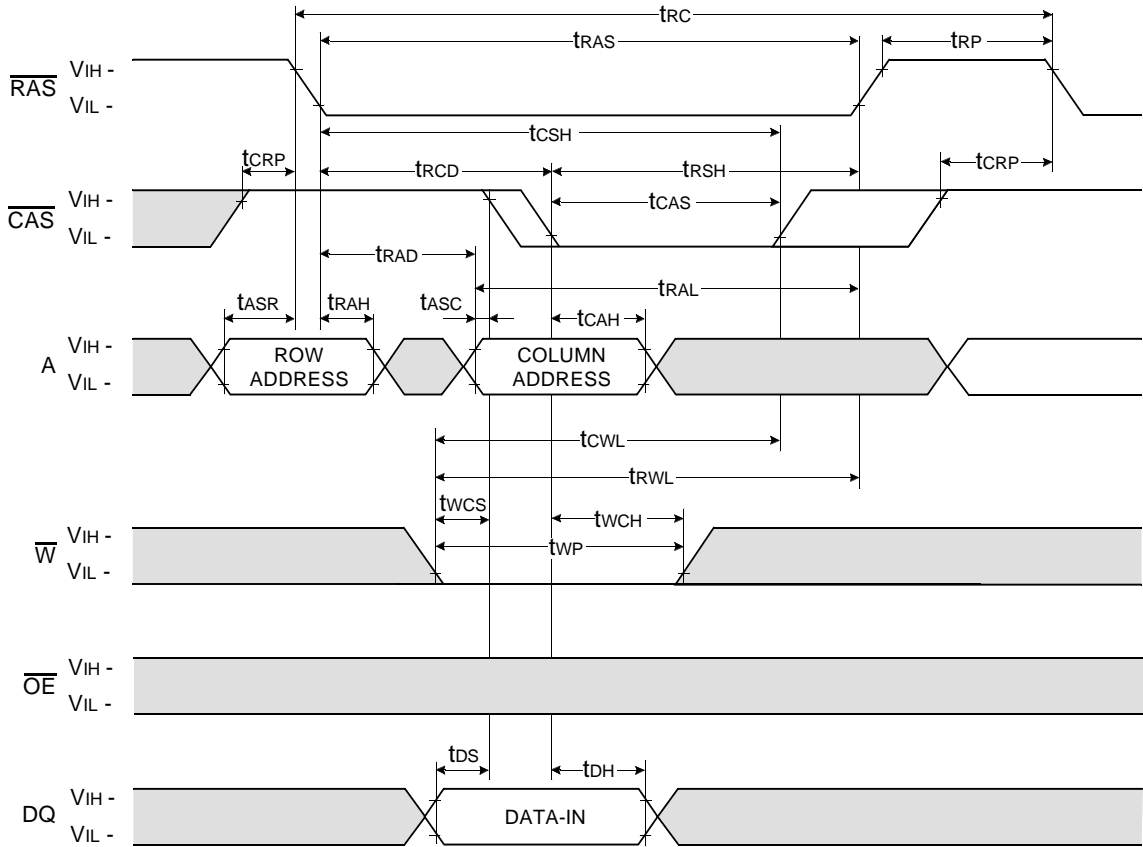 tRC
tRAS tRP
RAS VIH -
VIL -
tCSH
tCRP tRCD tRSH tCRP
CAS VIH -
VIL -
tCAS
tRAD
tRAL
tASR tRAH tASC tCAH
A VIH -
VIL -
ROW ADDRESS
COLUMN ADDRESS
tCWL
tRWL
tWCS tWCH
W VIH -
VIL -
tWP
OE VIH -
VIL -
tDS tDH
DQ VIH -
VIL -
DATA-IN